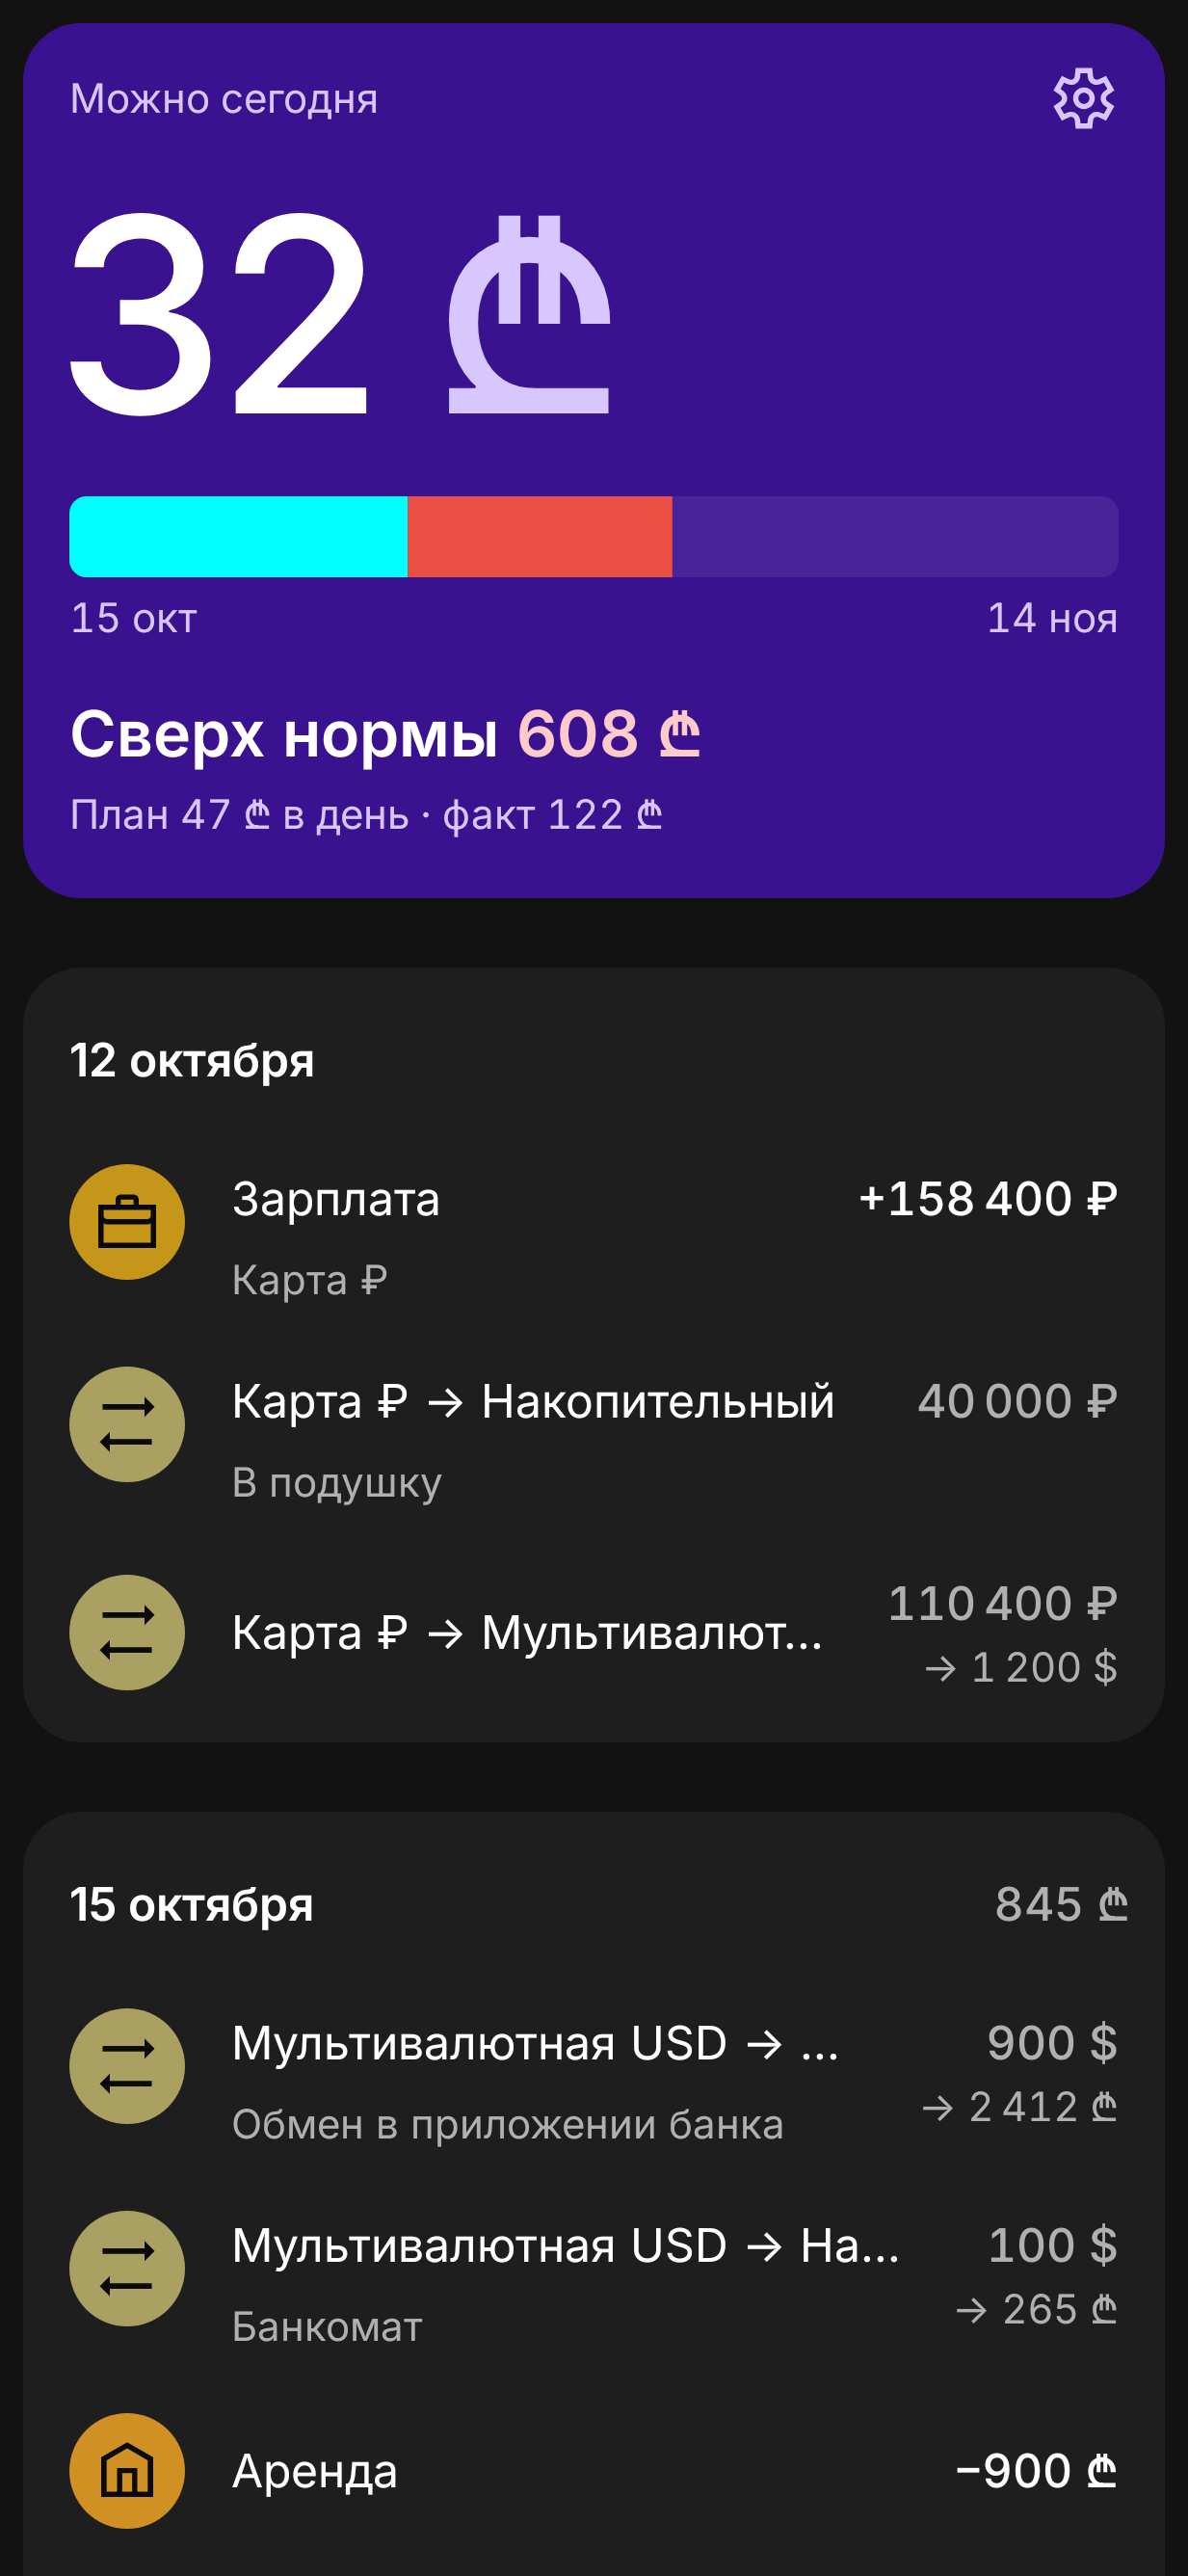 Можно сегодня
32 ₾
15 окт 14 ноя
Сверх нормы 608 ₾
План 47 ₾ в день · факт 122 ₾
12 октября
Зарплата +158 400 ₽
Карта ₽
Карта ₽ → Накопительный 40 000 ₽
В подушку
Карта ₽ → Мультивалют... 110 400 ₽
→ 1 200 $
15 октября 845 ₾
Мультивалютная USD → ... 900 $
Обмен в приложении банка → 2 412 ₾
Мультивалютная USD → На... 100 $
Банкомат → 265 ₾
Аренда −900 ₾